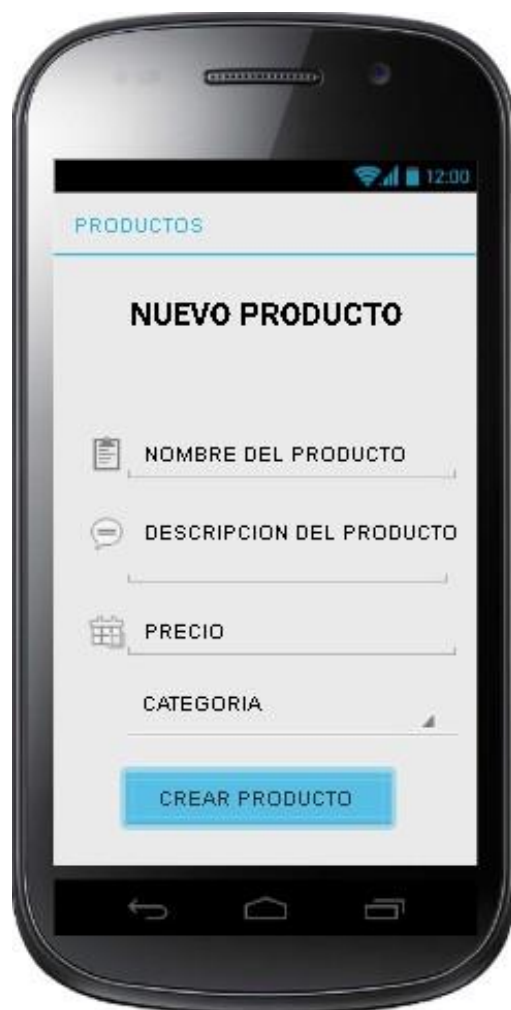 12:00
PRODUCTOS
NUEVO PRODUCTO
NOMBRE DEL PRODUCTO
DESCRIPCION DEL PRODUCTO
PRECIO
CATEGORIA
CREAR PRODUCTO